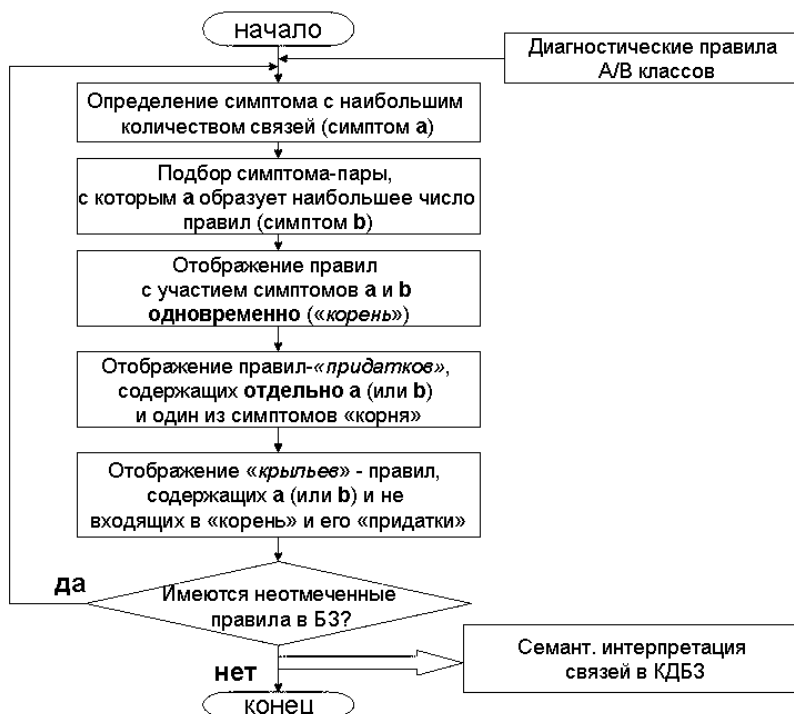 начало
Диагностические правила
А/В классов
Определение симптома с наибольшим
количеством связей (симптом a)
Подбор симптома-пары,
с которым a образует наибольшее число
правил (симптом b)
Отображение правил
с участием симптомов a и b
одновременно («корень»)
Отображение правил-«придатков»,
содержащих отдельно a (или b)
и один из симптомов «корня»
Отображение «крыльев» - правил,
содержащих a (или b) и не
входящих в «корень» и его «придатки»
да
Имеются неотмеченные
правила в БЗ?
нет
Семант. интерпретация
связей в КДБЗ
конец